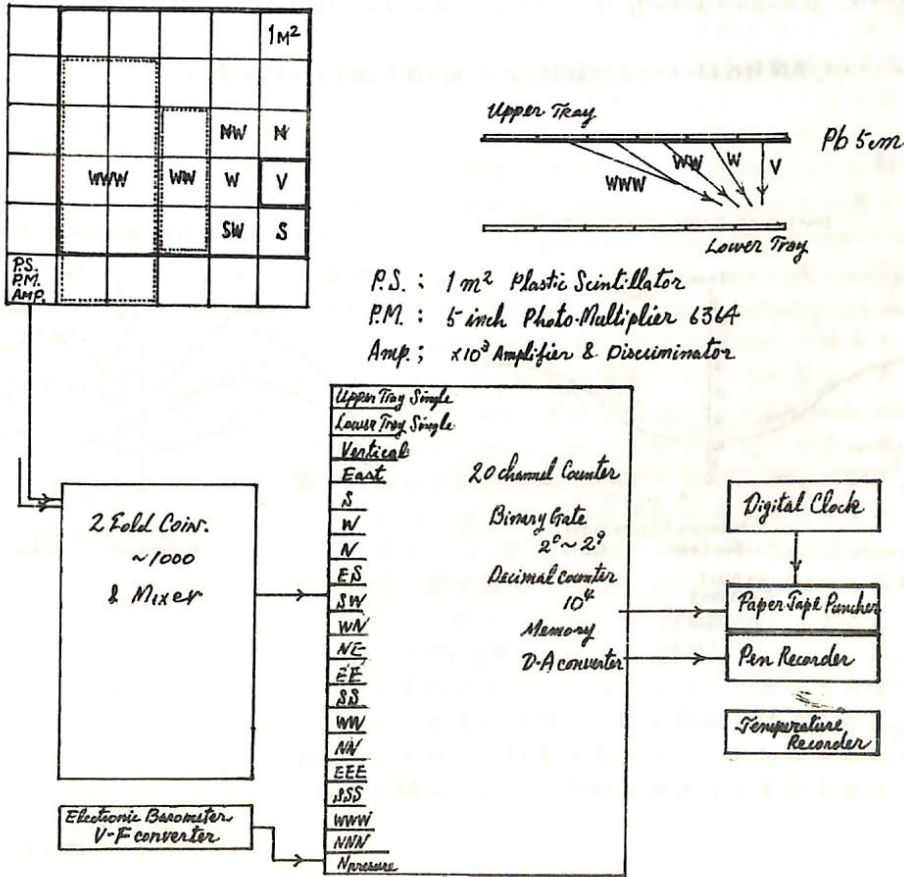 1M²
NW N
WWW WW W V
SW S
P.S.
P.M.
AMP.
Upper Tray
Pb 5cm
WWW WW W V
Lower Tray
P.S. ; 1 m² Plastic Scintillator
P.M. ; 5 inch Photo-Multiplier 6364
Amp. ; ×10³ Amplifier & Discriminator
2 Fold Coin.
~1000
& Mixer
Electronic Barometer
V-F converter
Upper Tray Single
Lower Tray Single
Vertical
East
S
W
N
ES
SW
WN
NE
EE
SS
WW
NN
EEE
SSS
WWW
NNN
Npressure
20 channel Counter
Binary Gate
2⁰ ~ 2⁹
Decimal Counter
10⁴
Memory
D-A converter
Digital Clock
Paper Tape Puncher
Pen Recorder
Temperature
Recorder